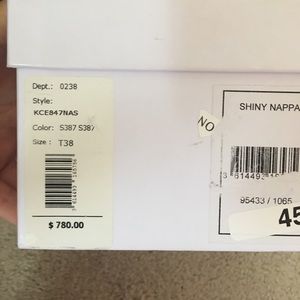 Dept.: 0238
Style:
KCE847NAS
Color: S387 S387
Size: T38
$ 780.00
NO
SHINY NAPPA
95433 / 1065
45